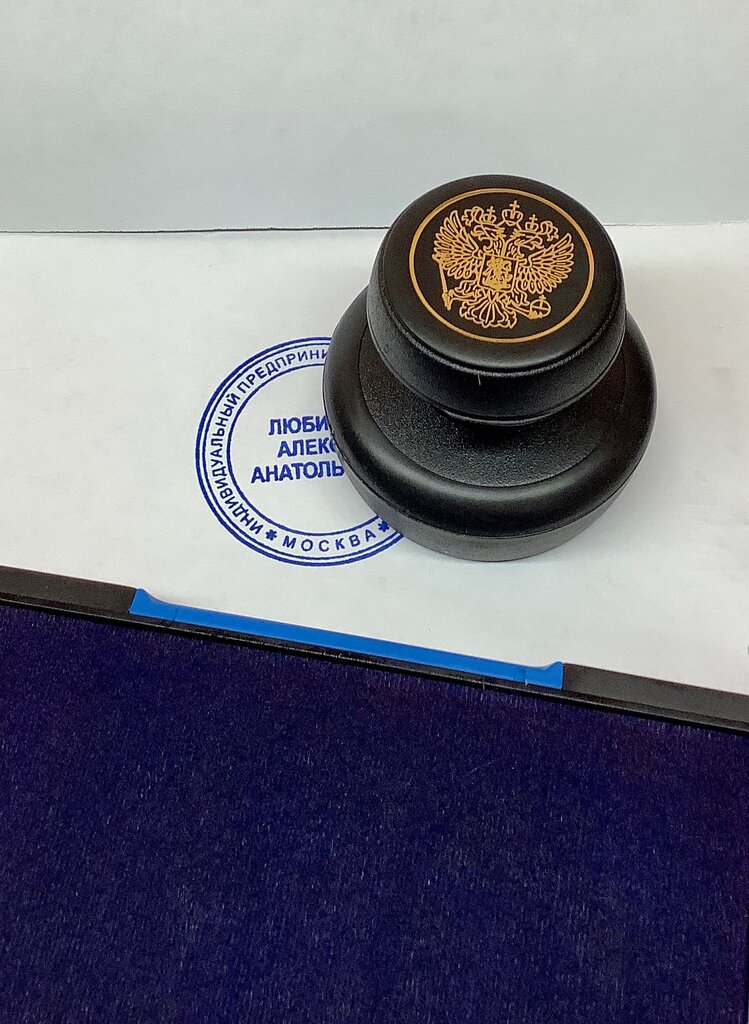 ИНДИВИДУАЛЬНЫЙ ПРЕДПРИНИ
ЛЮБИ
АЛЕКС
АНАТОЛЬ
* МОСКВА *